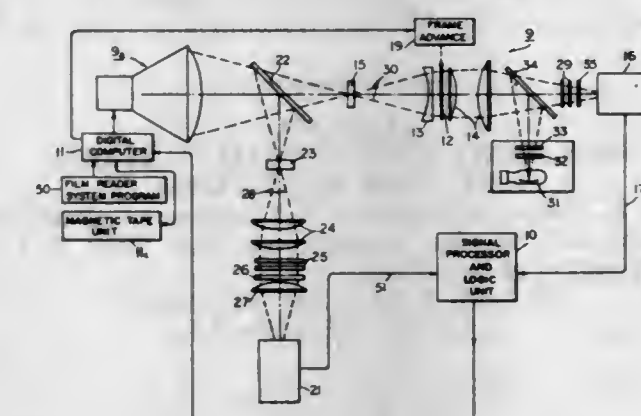 FRAME
ADVANCE
19
9
9a
22
15
30
34
29
35
16
13
12
14
33
32
31
17
DIGITAL
COMPUTER
11
23
50
FILM READER
SYSTEM PROGRAM
28
24
MAGNETIC TAPE
UNIT
11a
25
26
27
51
SIGNAL
PROCESSOR
AND
LOGIC
UNIT
10
21